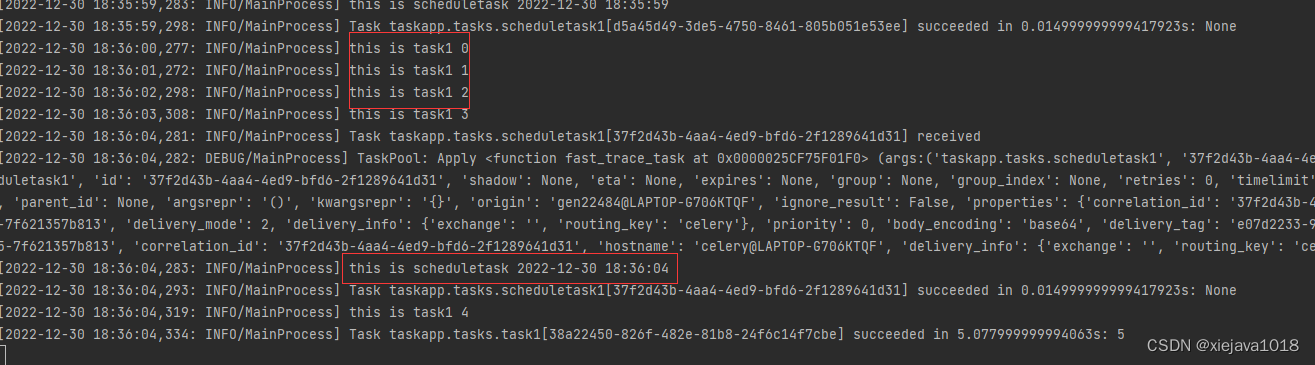 [2022-12-30 18:35:59,283: INFO/MainProcess] this is scheduletask 2022-12-30 18:35:59
[2022-12-30 18:35:59,298: INFO/MainProcess] Task taskapp.tasks.scheduletask1[d5a45d49-3de5-4750-8461-805b051e53ee] succeeded in 0.014999999999417923s: None
[2022-12-30 18:36:00,277: INFO/MainProcess] this is task1 0
[2022-12-30 18:36:01,272: INFO/MainProcess] this is task1 1
[2022-12-30 18:36:02,298: INFO/MainProcess] this is task1 2
[2022-12-30 18:36:03,308: INFO/MainProcess] this is task1 3
[2022-12-30 18:36:04,281: INFO/MainProcess] Task taskapp.tasks.scheduletask1[37f2d43b-4aa4-4ed9-bfd6-2f1289641d31] received
[2022-12-30 18:36:04,282: DEBUG/MainProcess] TaskPool: Apply <function fast_trace_task at 0x0000025CF75F01F0> (args:('taskapp.tasks.scheduletask1', '37f2d43b-4aa4-4e
duletask1', 'id': '37f2d43b-4aa4-4ed9-bfd6-2f1289641d31', 'shadow': None, 'eta': None, 'expires': None, 'group': None, 'group_index': None, 'retries': 0, 'timelimit'
, 'parent_id': None, 'argsrepr': '()', 'kwargsrepr': '{}', 'origin': 'gen22484@LAPTOP-G706KTQF', 'ignore_result': False, 'properties': {'correlation_id': '37f2d43b-4
-7f621357b813', 'delivery_mode': 2, 'delivery_info': {'exchange': '', 'routing_key': 'celery'}, 'priority': 0, 'body_encoding': 'base64', 'delivery_tag': 'e07d2233-9
5-7f621357b813', 'correlation_id': '37f2d43b-4aa4-4ed9-bfd6-2f1289641d31', 'hostname': 'celery@LAPTOP-G706KTQF', 'delivery_info': {'exchange': '', 'routing_key': 'ce
[2022-12-30 18:36:04,283: INFO/MainProcess] this is scheduletask 2022-12-30 18:36:04
[2022-12-30 18:36:04,293: INFO/MainProcess] Task taskapp.tasks.scheduletask1[37f2d43b-4aa4-4ed9-bfd6-2f1289641d31] succeeded in 0.014999999999417923s: None
[2022-12-30 18:36:04,319: INFO/MainProcess] this is task1 4
[2022-12-30 18:36:04,334: INFO/MainProcess] Task taskapp.tasks.task1[38a22450-826f-482e-81b8-24f6c14f7cbe] succeeded in 5.077999999994063s: 5
CSDN @xiejava1018